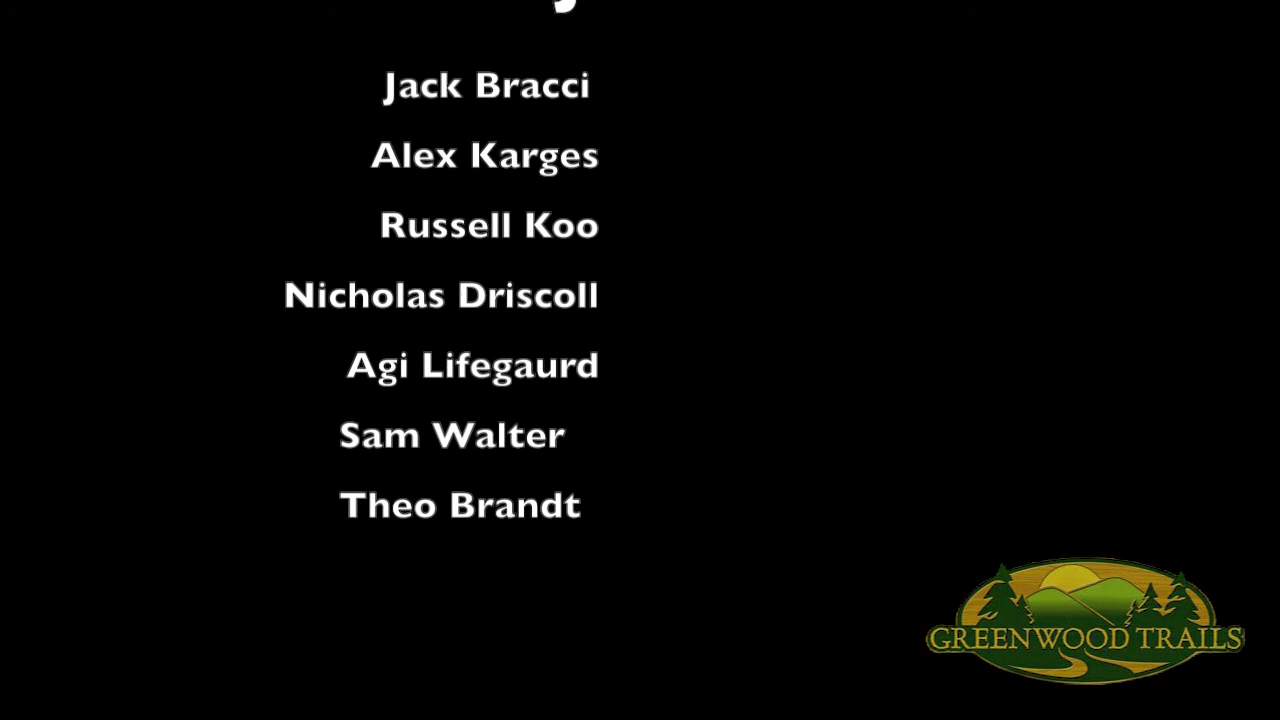 Jack Bracci
Alex Karges
Russell Koo
Nicholas Driscoll
Agi Lifegaurd
Sam Walter
Theo Brandt
GREENWOOD TRAILS